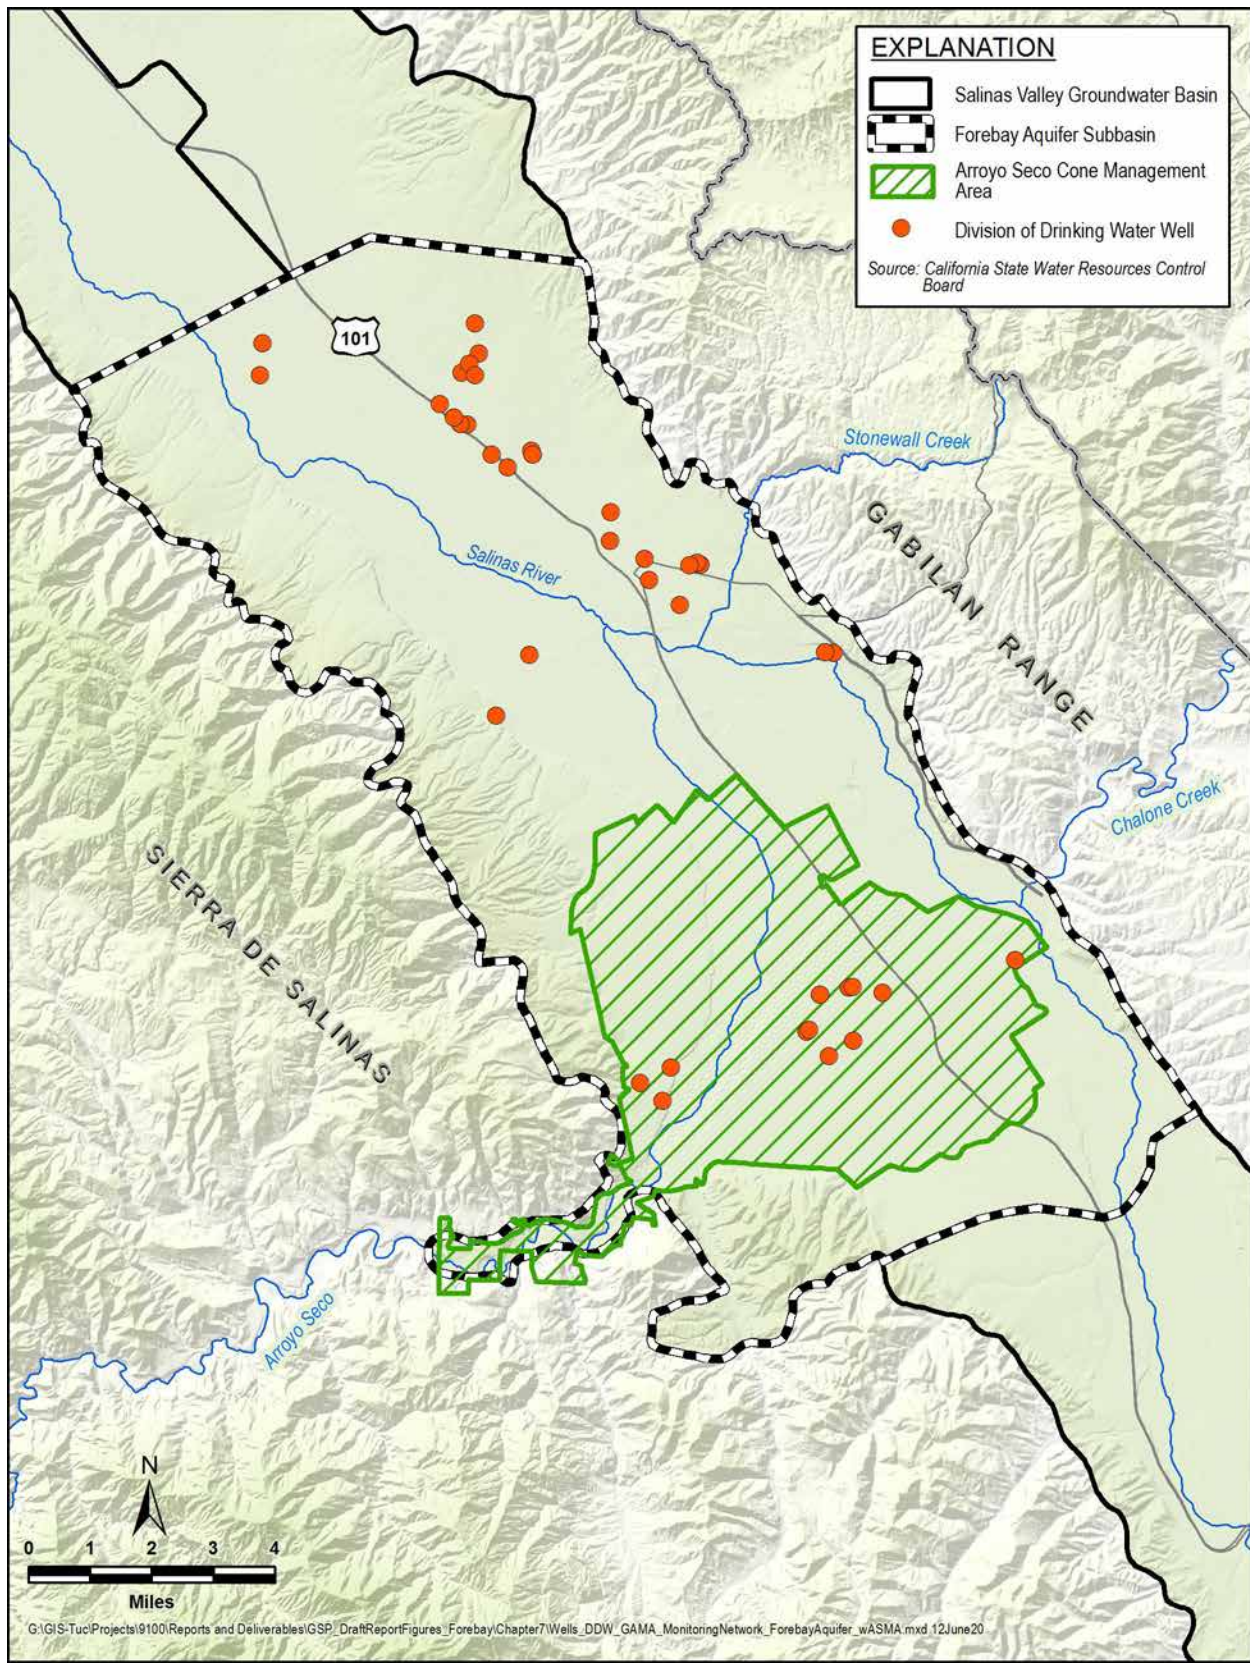 EXPLANATION
Salinas Valley Groundwater Basin
Forebay Aquifer Subbasin
Arroyo Seco Cone Management
Area
Division of Drinking Water Well
Source: California State Water Resources Control
Board
101
Stonewall Creek
GABILAN RANGE
Salinas River
Chalone Creek
SIERRA DE SALINAS
Arroyo Seco
N
0 1 2 3 4
Miles
G:\GIS-Tuc\Projects\9100\Reports and Deliverables\GSP_DraftReportFigures_Forebay\Chapter7\Wells_DDW_GAMA_MonitoringNetwork_ForebayAquifer_wASMA.mxd 12June20